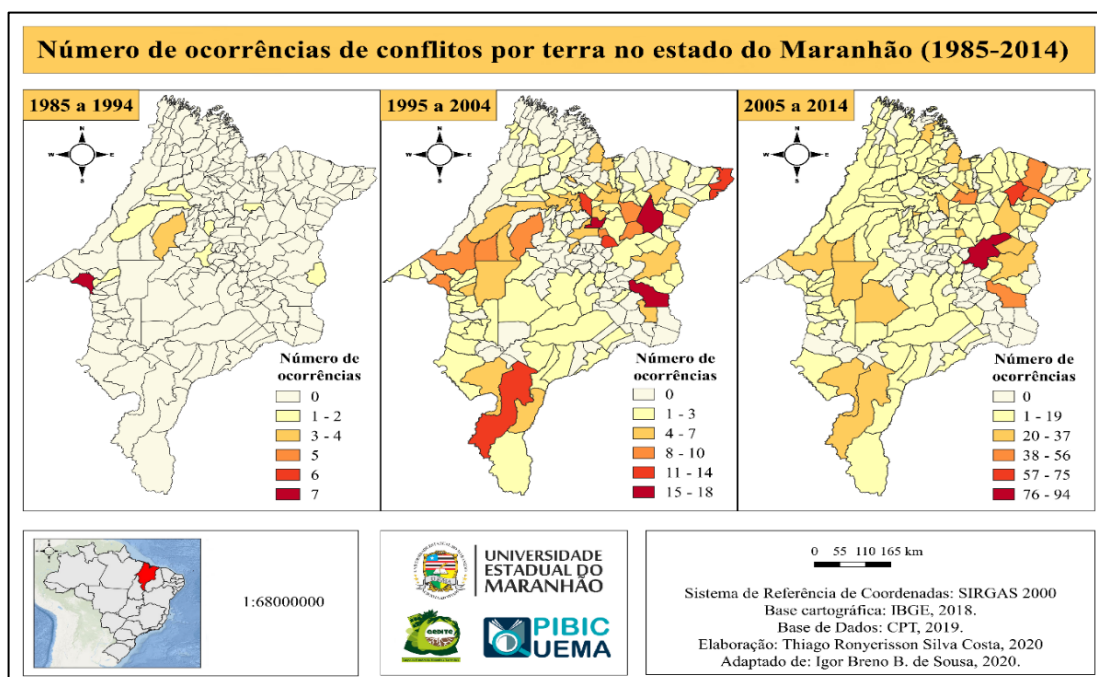 Número de ocorrências de conflitos por terra no estado do Maranhão (1985-2014)
1985 a 1994
N
W
E
S
Número de
ocorrências
0
1 - 2
3 - 4
5
6
7
1995 a 2004
N
W
E
S
Número de
ocorrências
0
1 - 3
4 - 7
8 - 10
11 - 14
15 - 18
2005 a 2014
N
W
E
S
Número de
ocorrências
0
1 - 19
20 - 37
38 - 56
57 - 75
76 - 94
1:68000000
UNIVERSIDADE
ESTADUAL DO
MARANHÃO
PIBIC
UEMA
0 55 110 165 km
Sistema de Referência de Coordenadas: SIRGAS 2000
Base cartográfica: IBGE, 2018.
Base de Dados: CPT, 2019.
Elaboração: Thiago Ronycrisson Silva Costa, 2020
Adaptado de: Igor Breno B. de Sousa, 2020.